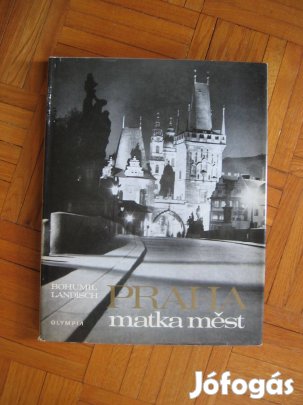 BOHUMIL
LANDISCH
PRAHA
matka měst
OLYMPIA
Jófogás